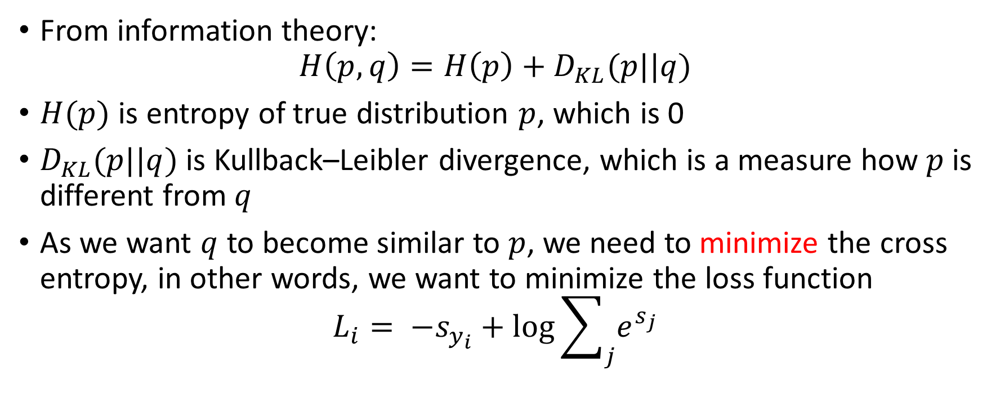 • From information theory:
H(p, q) = H(p) + D_{KL}(p||q)
• H(p) is entropy of true distribution p, which is 0
• D_{KL}(p||q) is Kullback–Leibler divergence, which is a measure how p is
different from q
• As we want q to become similar to p, we need to minimize the cross
entropy, in other words, we want to minimize the loss function
L_i = −s_{y_i} + log ∑_j e^{s_j}